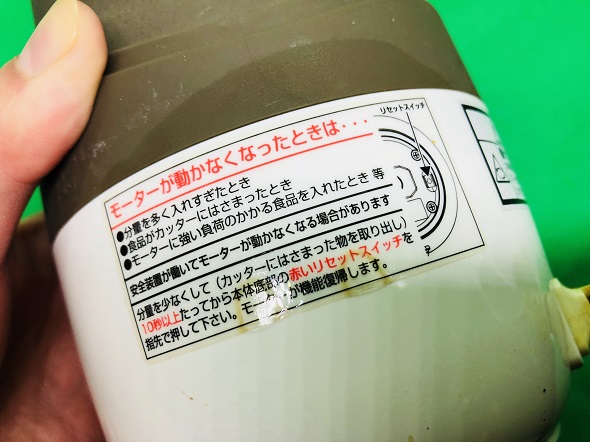 リセットスイッチ
モーターが動かなくなったときは・・・
●分量を多く入れすぎたとき
●食品がカッターにはさまったとき
●モーターに強い負荷のかかる食品を入れたとき 等
安全装置が働いてモーターが動かなくなる場合があります
分量を少なくして（カッターにはさまった物を取り出し）
10秒以上たってから本体底部の赤いリセットスイッチを
指先で押して下さい。モーターが機能復帰します。